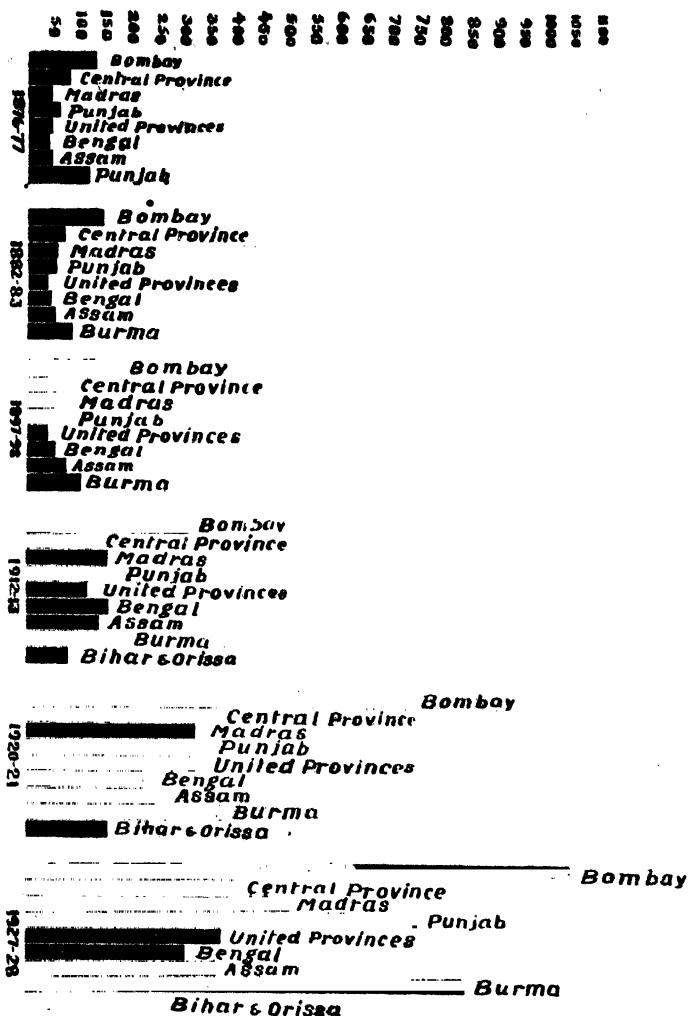 50 100 150 200 250 300 350 400 450 500 550 600 650 700 750 800 850 900 950 1000 1050 1100
1876-77
Bombay
Central Province
Madras
Punjab
United Provinces
Bengal
Assam
Punjab
1882-83
Bombay
Central Province
Madras
Punjab
United Provinces
Bengal
Assam
Burma
1897-98
Bombay
Central Province
Madras
Punjab
United Provinces
Bengal
Assam
Burma
1912-13
Bombay
Central Province
Madras
Punjab
United Provinces
Bengal
Assam
Burma
Bihar & Orissa
1920-21
Bombay
Central Province
Madras
Punjab
United Provinces
Bengal
Assam
Burma
Bihar & Orissa
1927-28
Bombay
Central Province
Madras
Punjab
United Provinces
Bengal
Assam
Burma
Bihar & Orissa